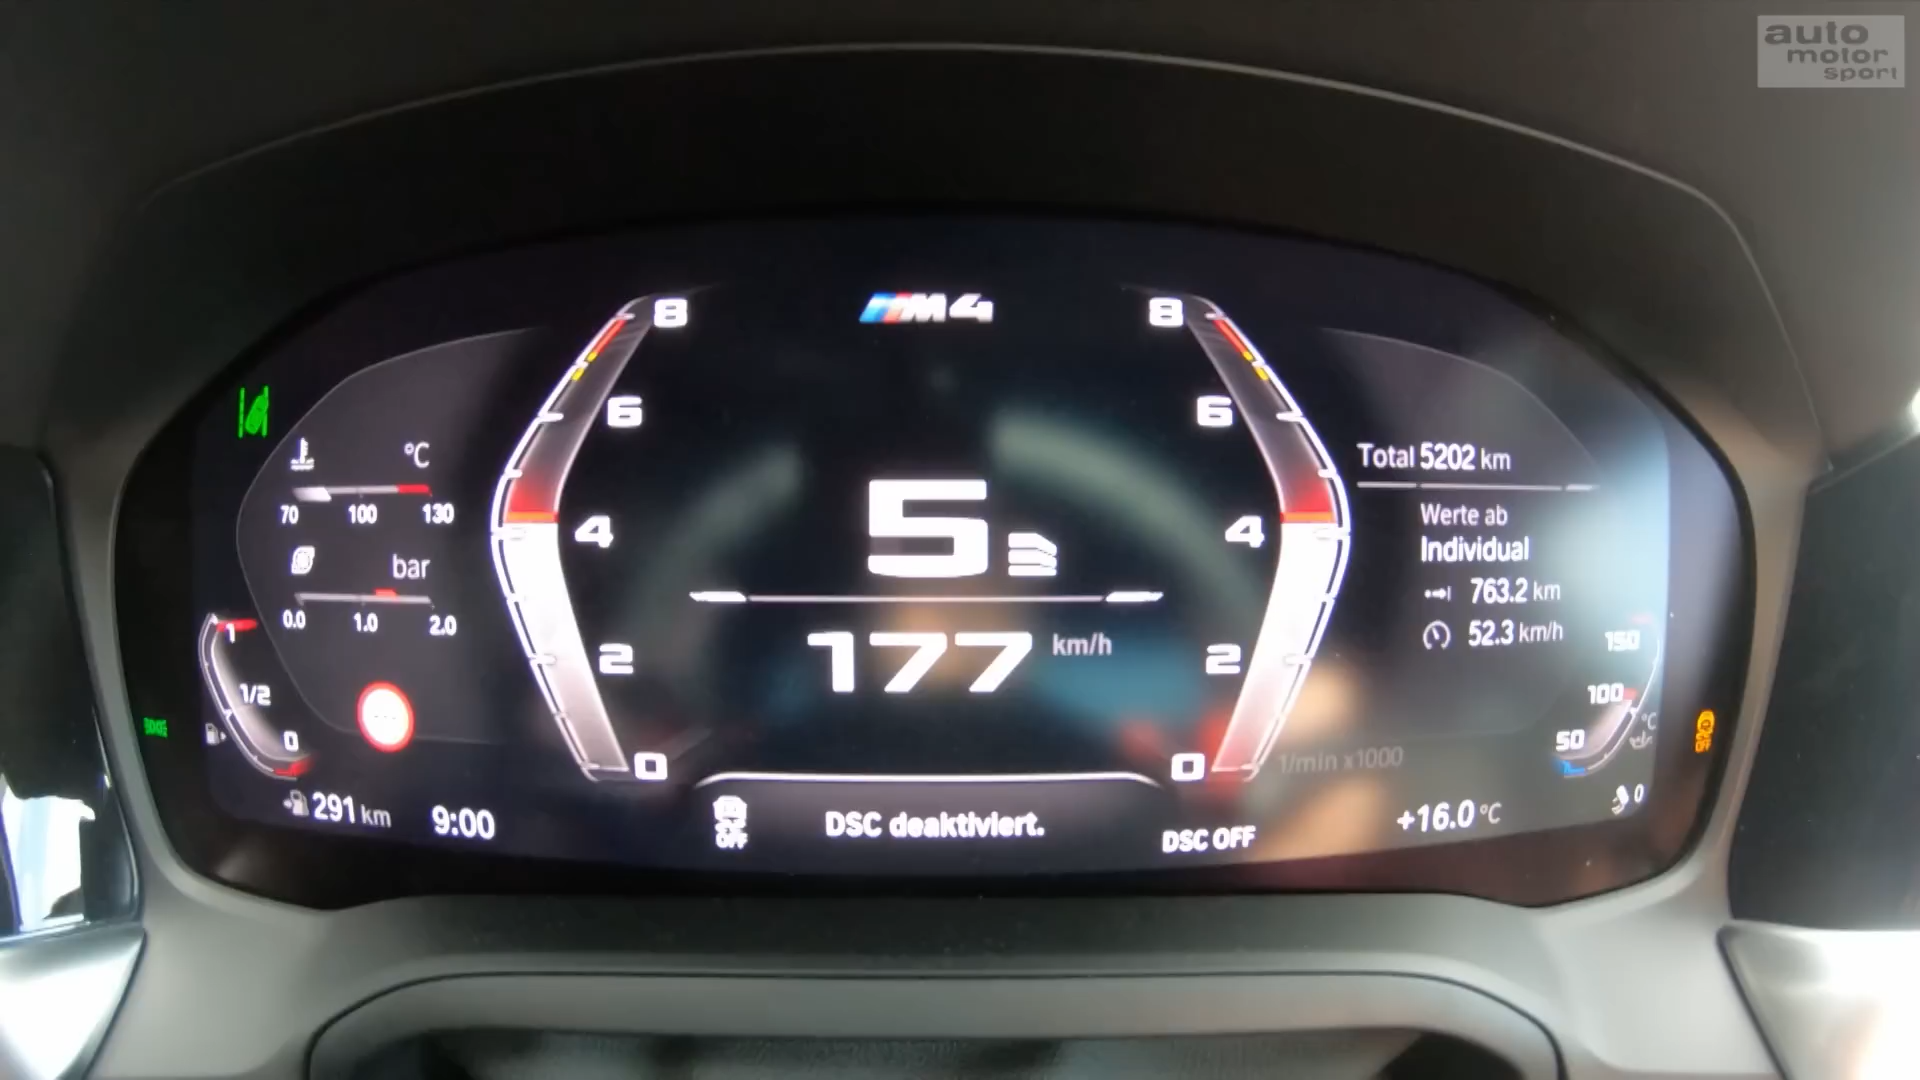 auto
motor
sport
M4
8
8
6
6
°C
70 100 130
bar
0.0 1.0 2.0
4
4
5
2
2
177 km/h
0
0
1
1/2
0
291 km
9:00
Total 5202 km
Werte ab
Individual
763.2 km
52.3 km/h
150
100
°C
50
1/min x1000
OFF
DSC deaktiviert.
DSC OFF
+16.0 °C
0